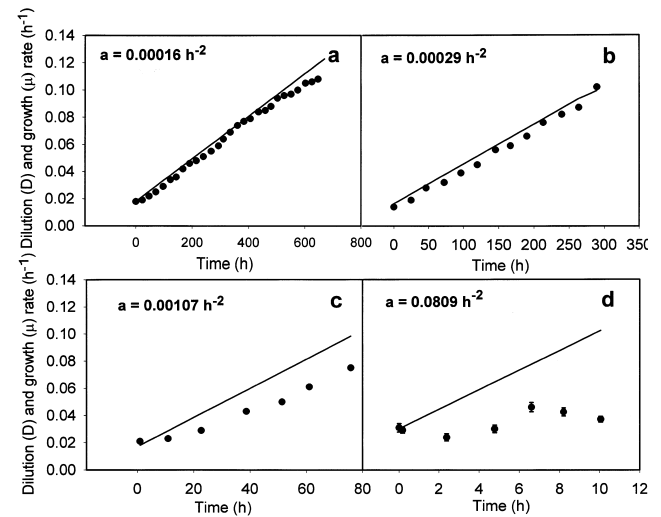 Dilution (D) and growth (μ) rate (h-1)
0.14
0.12
0.10
0.08
0.06
0.04
0.02
0.00
a = 0.00016 h-2
a
0 200 400 600 800
Time (h)
a = 0.00029 h-2
b
0 50 100 150 200 250 300 350
Time (h)
Dilution (D) and growth (μ) rate (h-1)
0.14
0.12
0.10
0.08
0.06
0.04
0.02
0.00
a = 0.00107 h-2
c
0 20 40 60 80
Time (h)
a = 0.0809 h-2
d
0 2 4 6 8 10 12
Time (h)